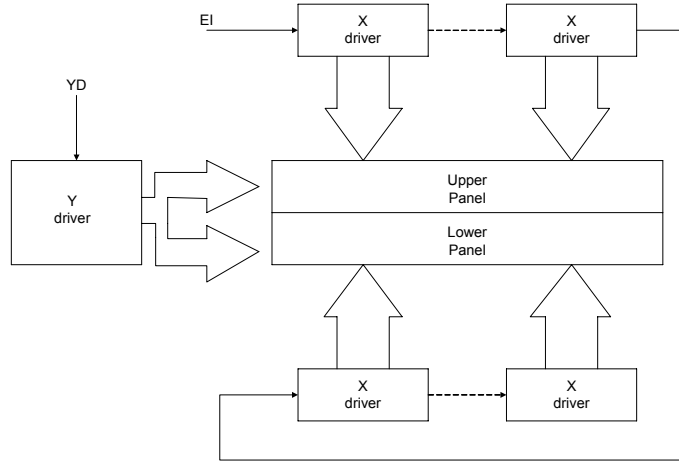 EI
X
driver
X
driver
YD
Y
driver
Upper
Panel
Lower
Panel
X
driver
X
driver